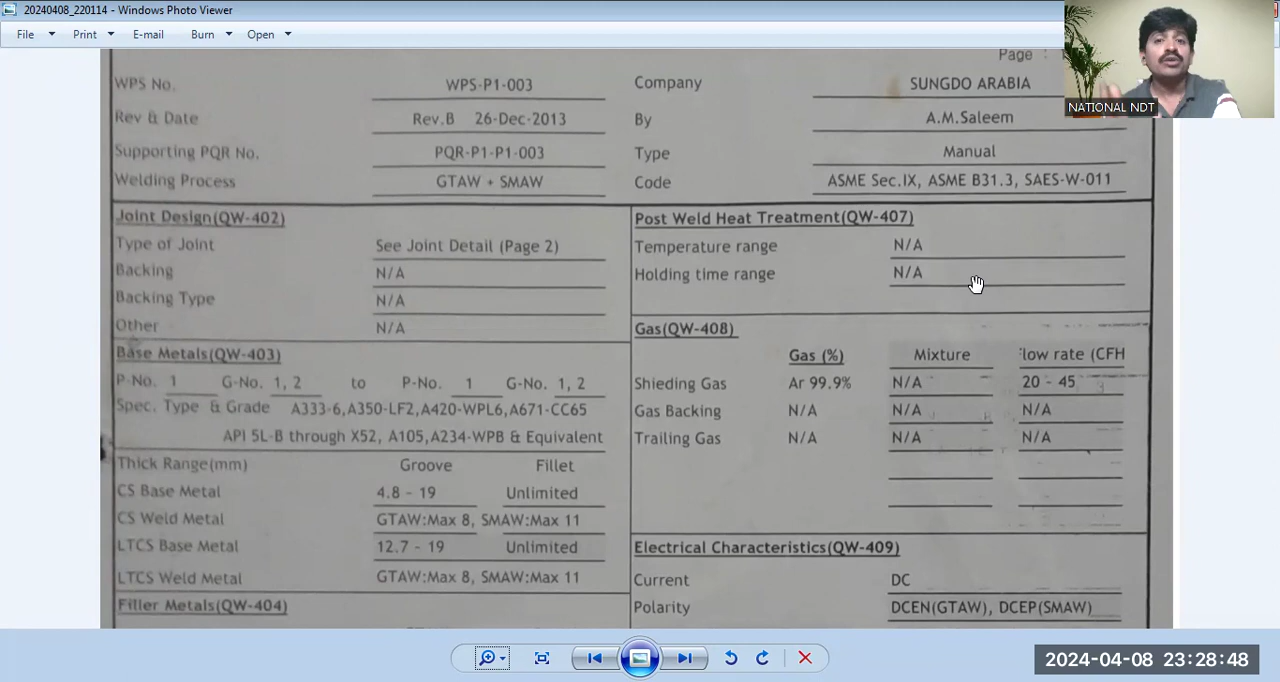 20240408_220114 - Windows Photo Viewer
File Print E-mail Burn Open
NATIONAL NDT
Page :
WPS No. WPS-P1-003 Company SUNGDO ARABIA
Rev & Date Rev.B 26-Dec-2013 By A.M.Saleem
Supporting PQR No. PQR-P1-P1-003 Type Manual
Welding Process GTAW + SMAW Code ASME Sec.IX, ASME B31.3, SAES-W-011
Joint Design(QW-402)
Type of Joint See Joint Detail (Page 2)
Backing N/A
Backing Type N/A
Other N/A
Base Metals(QW-403)
P-No. 1 G-No. 1, 2 to P-No. 1 G-No. 1, 2
Spec. Type & Grade A333-6,A350-LF2,A420-WPL6,A671-CC65
API 5L-B through X52, A105,A234-WPB & Equivalent
Thick Range(mm) Groove Fillet
CS Base Metal 4.8 - 19 Unlimited
CS Weld Metal GTAW:Max 8, SMAW:Max 11
LTCS Base Metal 12.7 - 19 Unlimited
LTCS Weld Metal GTAW:Max 8, SMAW:Max 11
Filler Metals(QW-404)
Post Weld Heat Treatment(QW-407)
Temperature range N/A
Holding time range N/A
Gas(QW-408)
Gas (%) Mixture low rate (CFH
Shieding Gas Ar 99.9% N/A 20 - 45
Gas Backing N/A N/A N/A
Trailing Gas N/A N/A N/A
Electrical Characteristics(QW-409)
Current DC
Polarity DCEN(GTAW), DCEP(SMAW)
2024-04-08 23:28:48